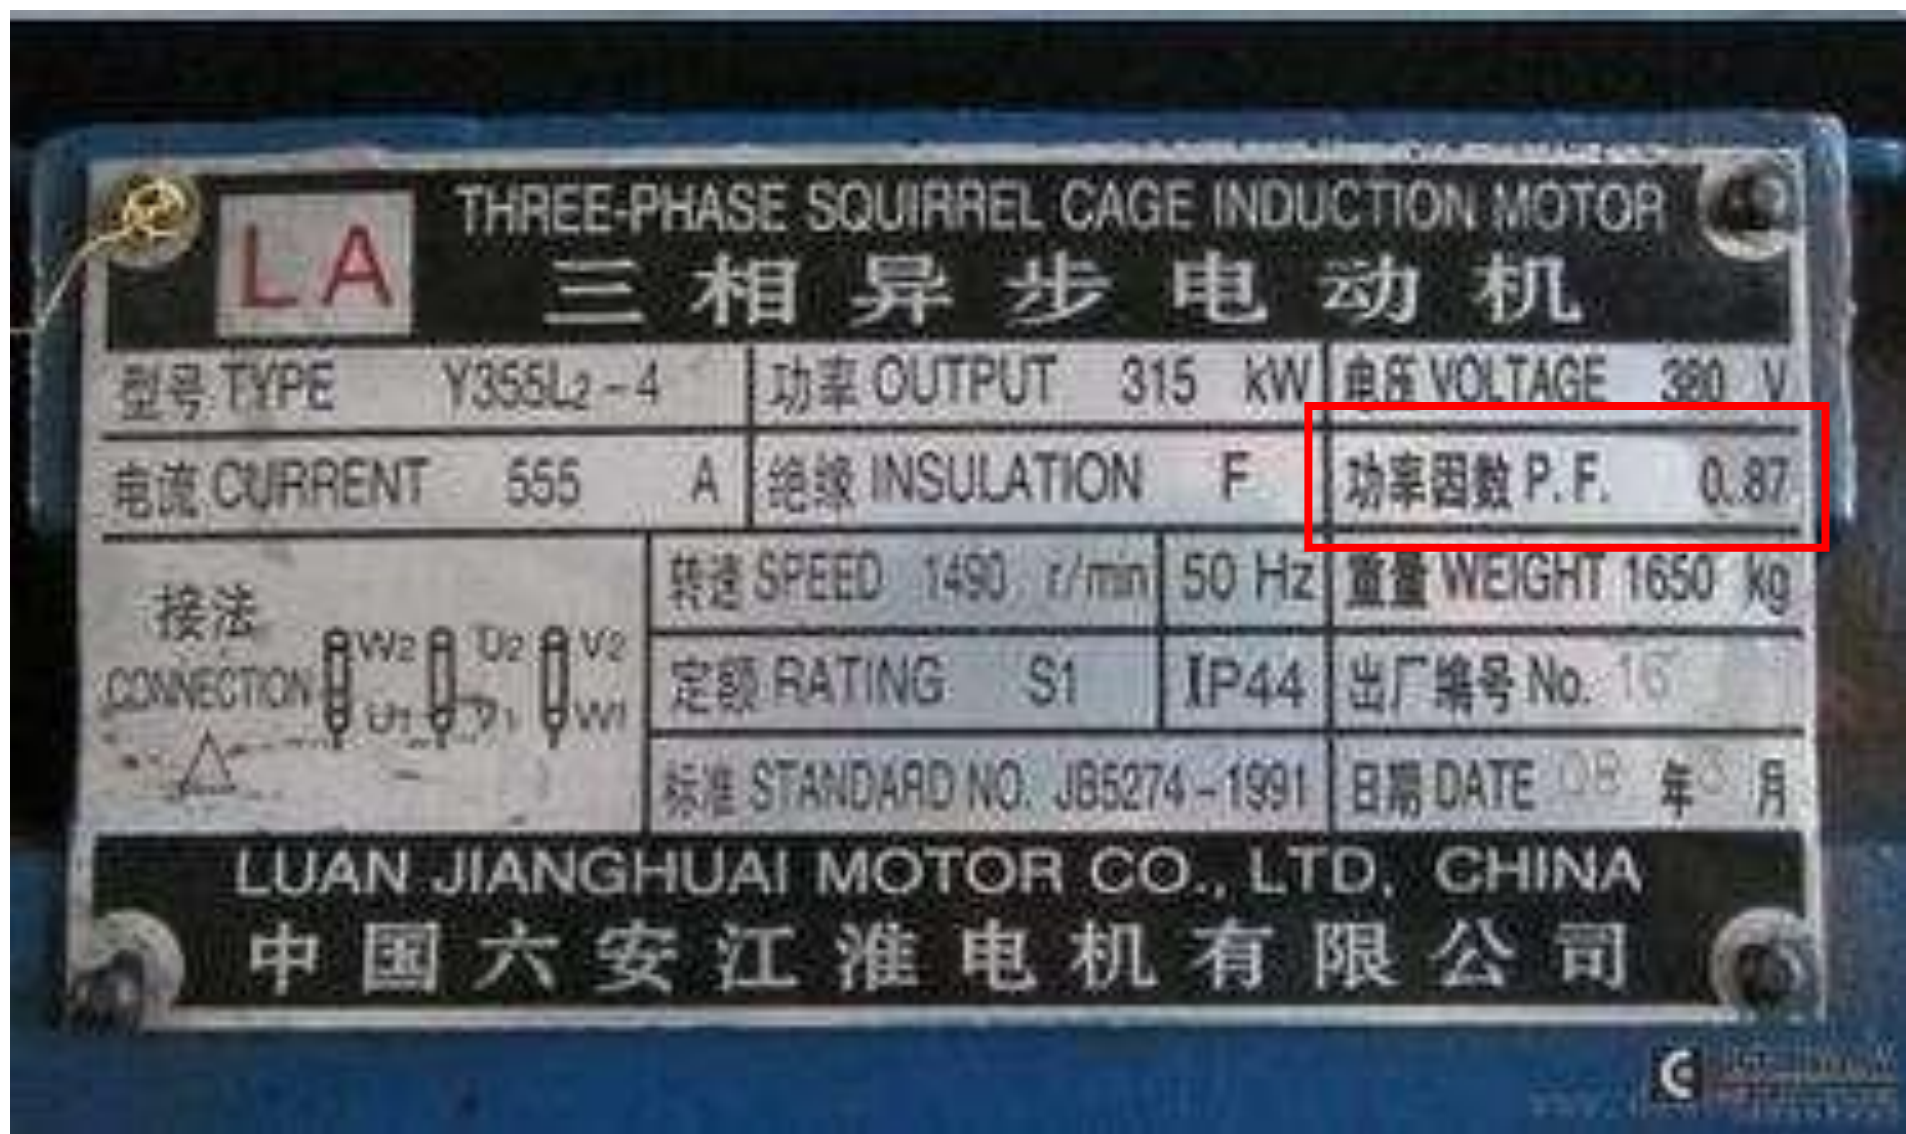 LA
THREE-PHASE SQUIRREL CAGE INDUCTION MOTOR
三相异步电动机
型号 TYPE Y355L2-4 功率 OUTPUT 315 kW 电压 VOLTAGE 380 V
电流 CURRENT 555 A 绝缘 INSULATION F 功率因数 P.F. 0.87
转速 SPEED 1490 r/min 50 Hz 重量 WEIGHT 1650 kg
接法
CONNECTION
W2 U2 V2
U1 V1 W1
定额 RATING S1 IP44 出厂编号 No.
标准 STANDARD NO. JB5274-1991 日期 DATE 08 年 3 月
LUAN JIANGHUAI MOTOR CO., LTD. CHINA
中国六安江淮电机有限公司